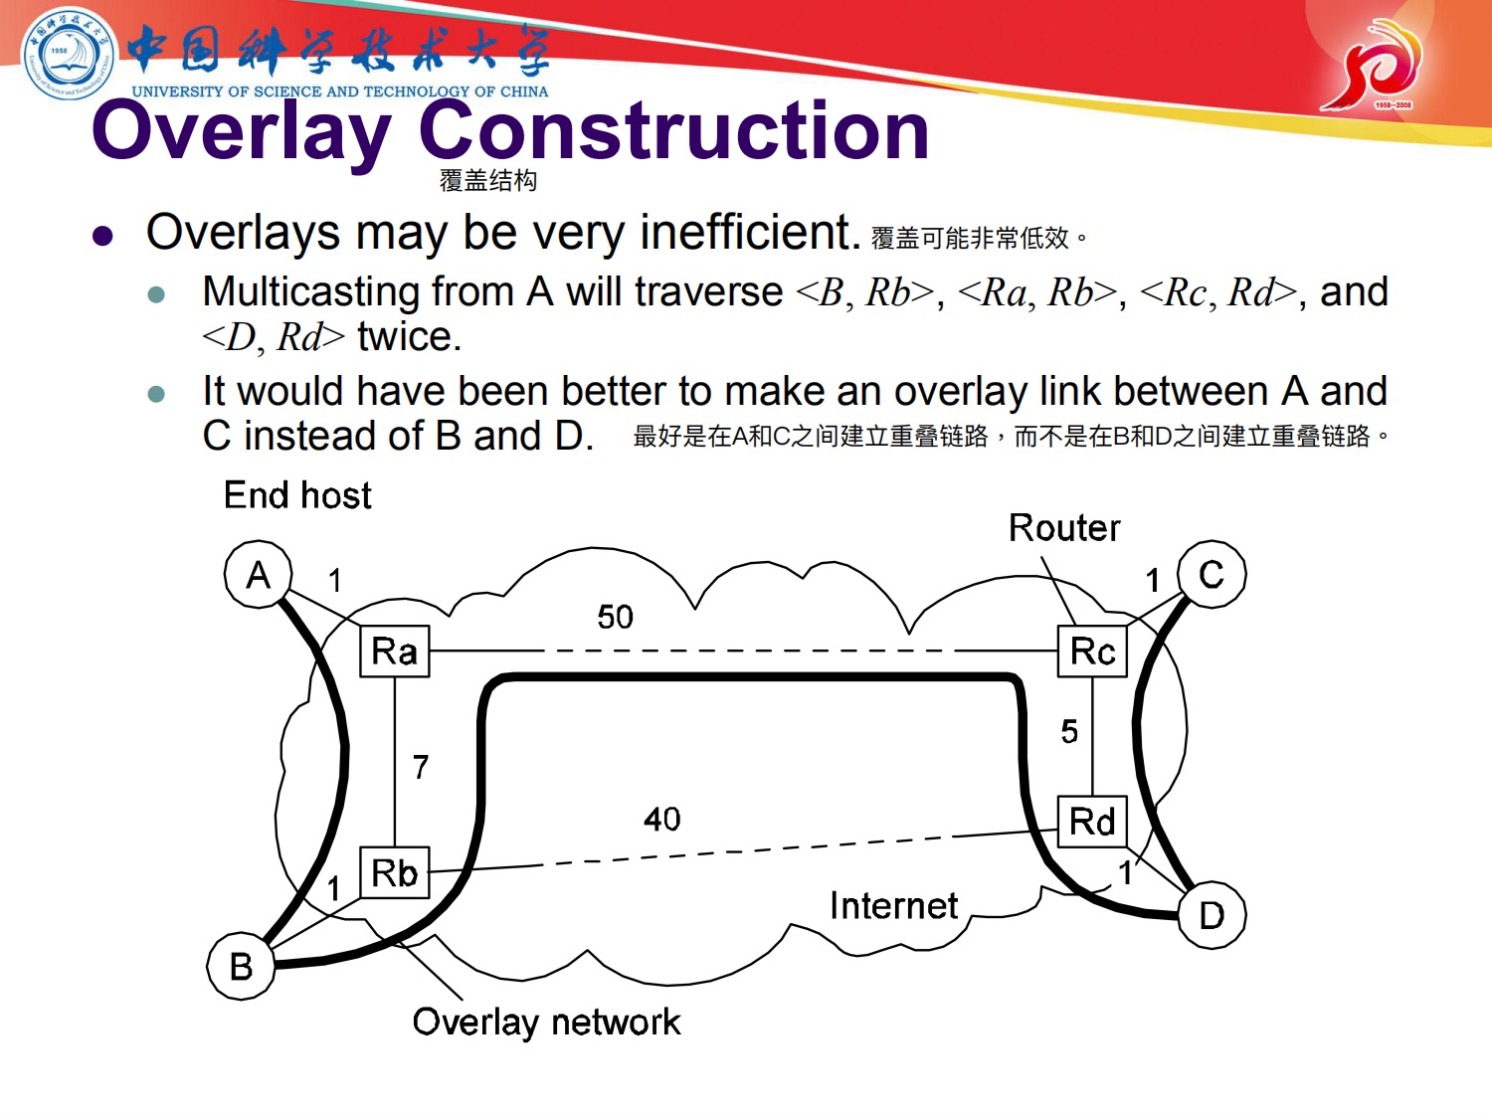 中国科学技术大学
UNIVERSITY OF SCIENCE AND TECHNOLOGY OF CHINA
1958
1958-2008
Overlay Construction
覆盖结构
Overlays may be very inefficient. 覆盖可能非常低效。
Multicasting from A will traverse <B, Rb>, <Ra, Rb>, <Rc, Rd>, and
<D, Rd> twice.
It would have been better to make an overlay link between A and
C instead of B and D. 最好是在A和C之间建立重叠链路，而不是在B和D之间建立重叠链路。
End host
Router
A
1
1
C
50
Ra
Rc
5
7
40
Rd
Rb
1
1
Internet
D
B
Overlay network